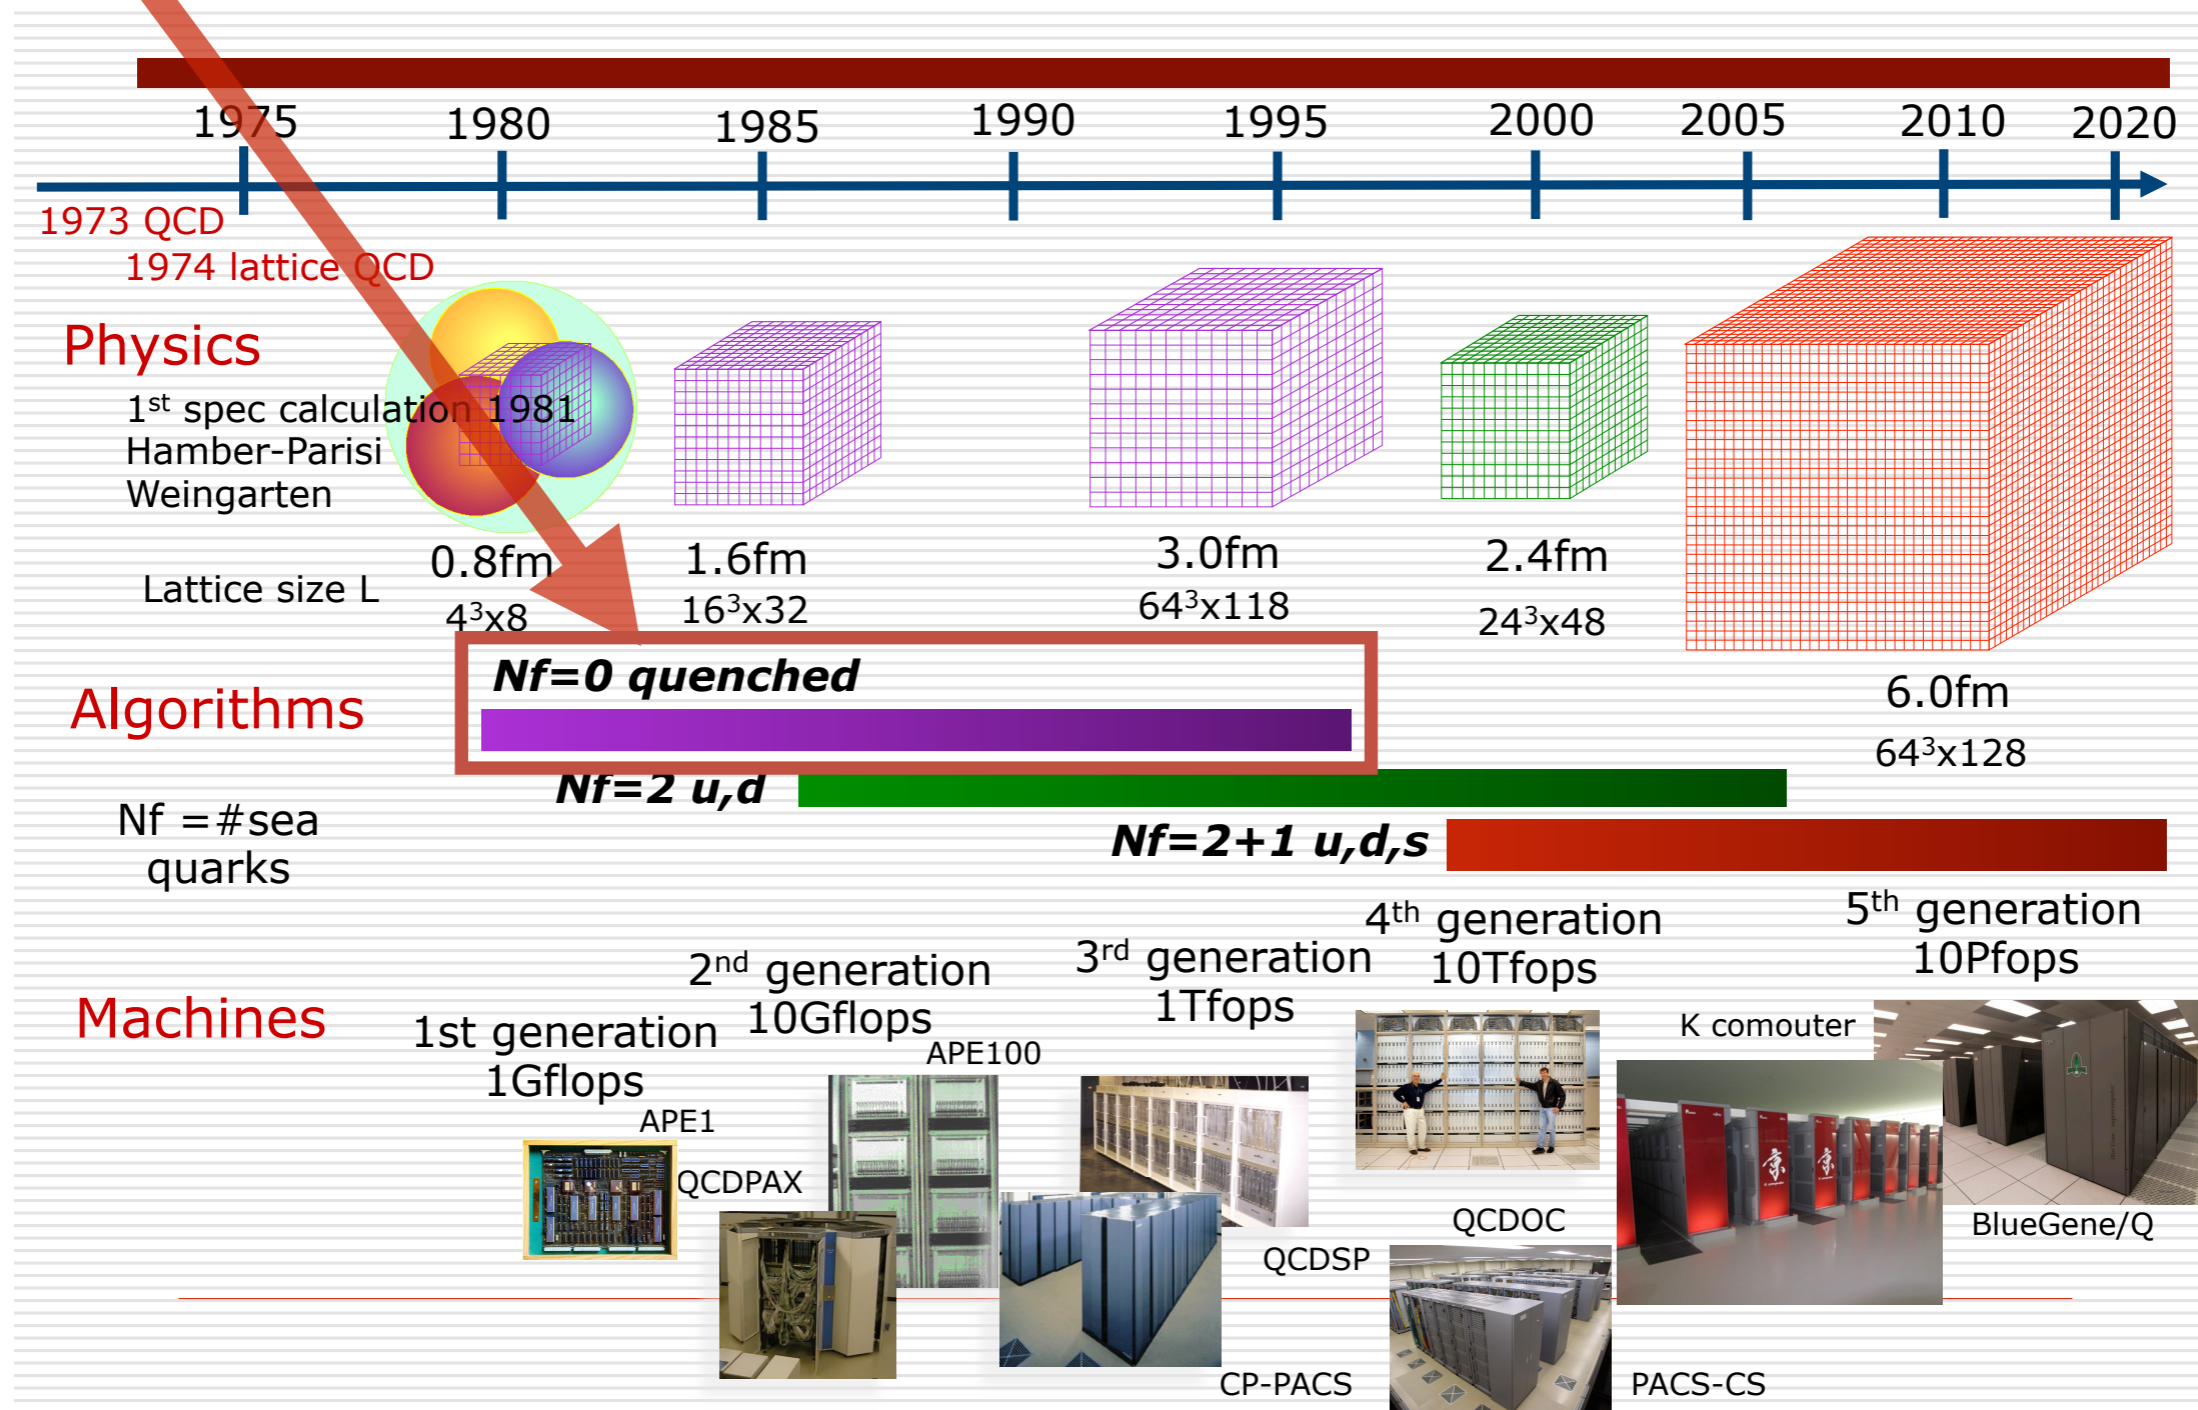 1975 1980 1985 1990 1995 2000 2005 2010 2020
1973 QCD
1974 lattice QCD
Physics
1st spec calculation 1981
Hamber-Parisi
Weingarten
Lattice size L
0.8fm 1.6fm 3.0fm 2.4fm
4³x8 16³x32 64³x118 24³x48
6.0fm
64³x128
Algorithms
Nf=0 quenched
Nf=2 u,d
Nf=2+1 u,d,s
Nf =#sea
quarks
Machines
1st generation
1Gflops
2nd generation
10Gflops
3rd generation
1Tfops
4th generation
10Tfops
5th generation
10Pfops
APE1
QCDPAX
APE100
QCDSP
CP-PACS
QCDOC
PACS-CS
K comouter
京
京
BlueGene/Q